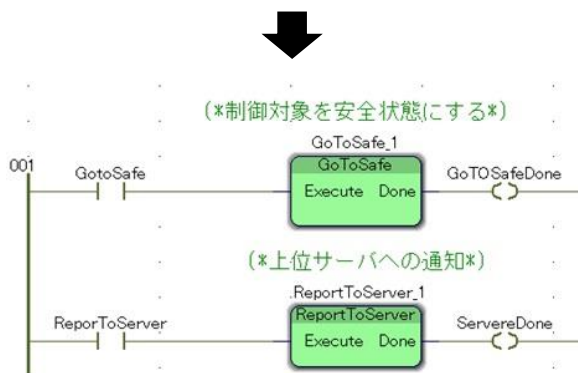 (*制御対象を安全状態にする*)
GoToSafe_1
001
GotoSafe
GoToSafe
GoTOSafeDone
Execute Done
(*上位サーバへの通知*)
.ReportToServer_1
ReporToServer
ReportToServer
ServereDone
Execute Done